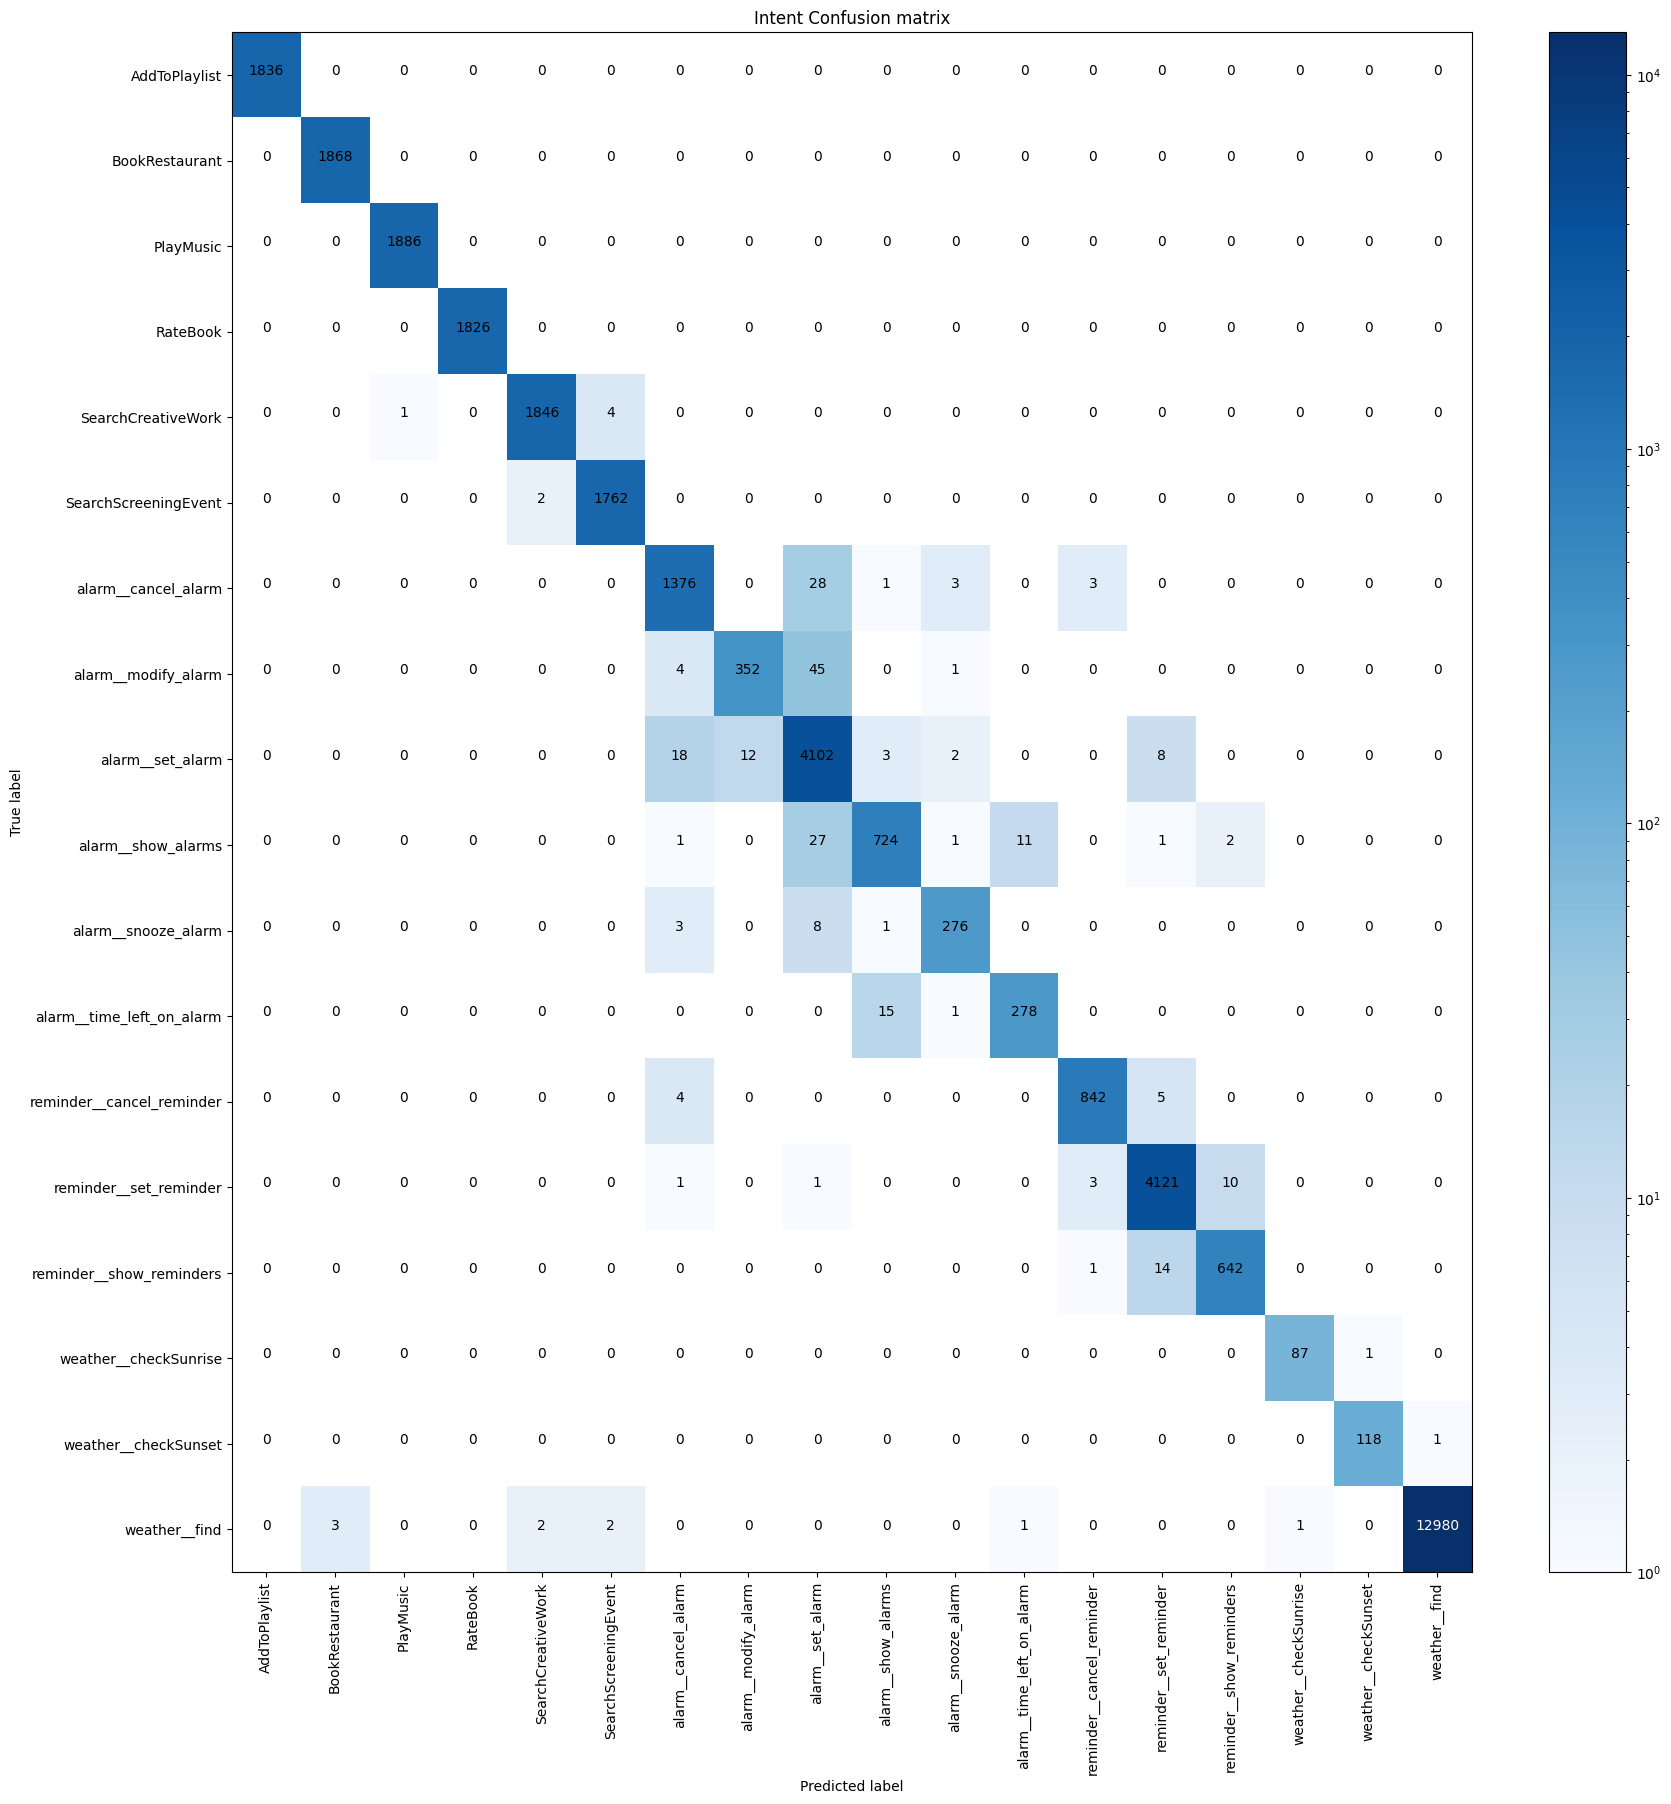 Intent Confusion matrix
AddToPlaylist 1836 0 0 0 0 0 0 0 0 0 0 0 0 0 0 0 0 0
BookRestaurant 0 1868 0 0 0 0 0 0 0 0 0 0 0 0 0 0 0 0
PlayMusic 0 0 1886 0 0 0 0 0 0 0 0 0 0 0 0 0 0 0
RateBook 0 0 0 1826 0 0 0 0 0 0 0 0 0 0 0 0 0 0
SearchCreativeWork 0 0 1 0 1846 4 0 0 0 0 0 0 0 0 0 0 0 0
SearchScreeningEvent 0 0 0 0 2 1762 0 0 0 0 0 0 0 0 0 0 0 0
alarm__cancel_alarm 0 0 0 0 0 0 1376 0 28 1 3 0 3 0 0 0 0 0
alarm__modify_alarm 0 0 0 0 0 0 4 352 45 0 1 0 0 0 0 0 0 0
alarm__set_alarm 0 0 0 0 0 0 18 12 4102 3 2 0 0 8 0 0 0 0
alarm__show_alarms 0 0 0 0 0 0 1 0 27 724 1 11 0 1 2 0 0 0
alarm__snooze_alarm 0 0 0 0 0 0 3 0 8 1 276 0 0 0 0 0 0 0
alarm__time_left_on_alarm 0 0 0 0 0 0 0 0 0 15 1 278 0 0 0 0 0 0
reminder__cancel_reminder 0 0 0 0 0 0 4 0 0 0 0 0 842 5 0 0 0 0
reminder__set_reminder 0 0 0 0 0 0 1 0 1 0 0 0 3 4121 10 0 0 0
reminder__show_reminders 0 0 0 0 0 0 0 0 0 0 0 0 1 14 642 0 0 0
weather__checkSunrise 0 0 0 0 0 0 0 0 0 0 0 0 0 0 0 87 1 0
weather__checkSunset 0 0 0 0 0 0 0 0 0 0 0 0 0 0 0 0 118 1
weather__find 0 3 0 0 2 2 0 0 0 0 0 1 0 0 0 1 0 12980
True label
AddToPlaylist
BookRestaurant
PlayMusic
RateBook
SearchCreativeWork
SearchScreeningEvent
alarm__cancel_alarm
alarm__modify_alarm
alarm__set_alarm
alarm__show_alarms
alarm__snooze_alarm
alarm__time_left_on_alarm
reminder__cancel_reminder
reminder__set_reminder
reminder__show_reminders
weather__checkSunrise
weather__checkSunset
weather__find
Predicted label
10⁴
10³
10²
10¹
10⁰